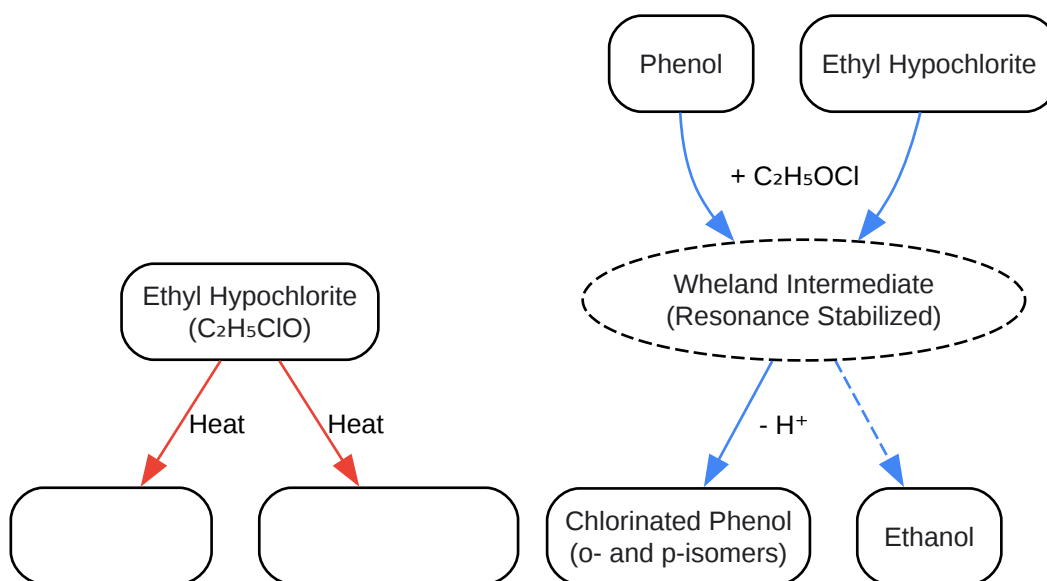 Phenol
Ethyl Hypochlorite
+ C₂H₅OCl
Wheland Intermediate
(Resonance Stabilized)
Ethyl Hypochlorite
(C₂H₅ClO)
Heat
Heat
- H⁺
Chlorinated Phenol
(o- and p-isomers)
Ethanol